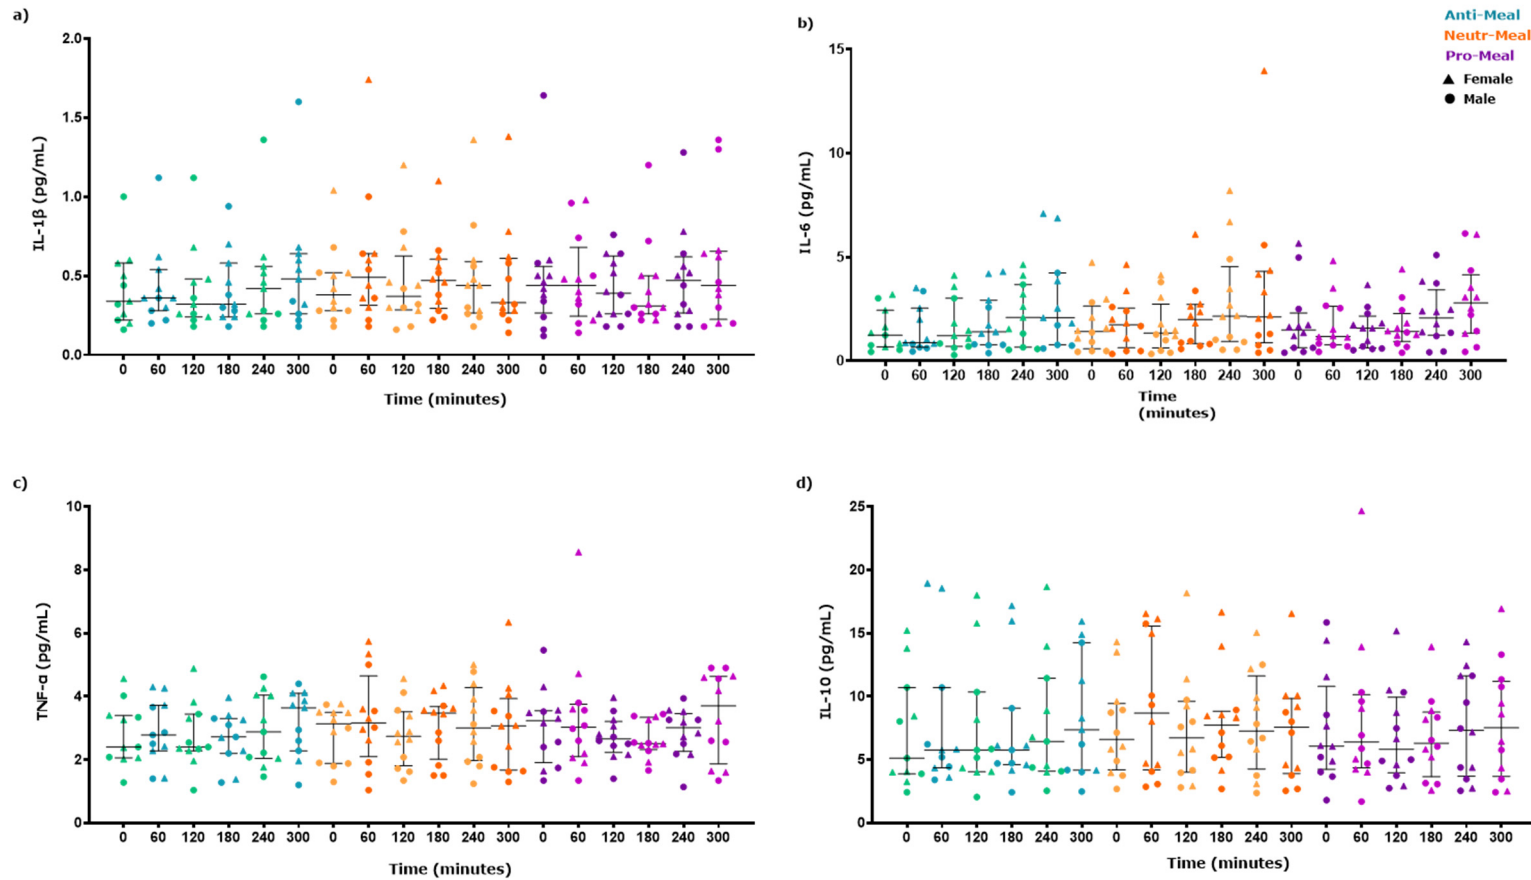 a)
2.0
1.5
1.0
0.5
0.0
IL-1β (pg/mL)
0 60 120 180 240 300 0 60 120 180 240 300 0 60 120 180 240 300
Time (minutes)
b)
Anti-Meal
Neutr-Meal
Pro-Meal
Female
Male
15
10
5
0
IL-6 (pg/mL)
0 60 120 180 240 300 0 60 120 180 240 300 0 60 120 180 240 300
Time
(minutes)
c)
10
8
6
4
2
0
TNF-α (pg/mL)
0 60 120 180 240 300 0 60 120 180 240 300 0 60 120 180 240 300
Time (minutes)
d)
25
20
15
10
5
0
IL-10 (pg/mL)
0 60 120 180 240 300 0 60 120 180 240 300 0 60 120 180 240 300
Time (minutes)